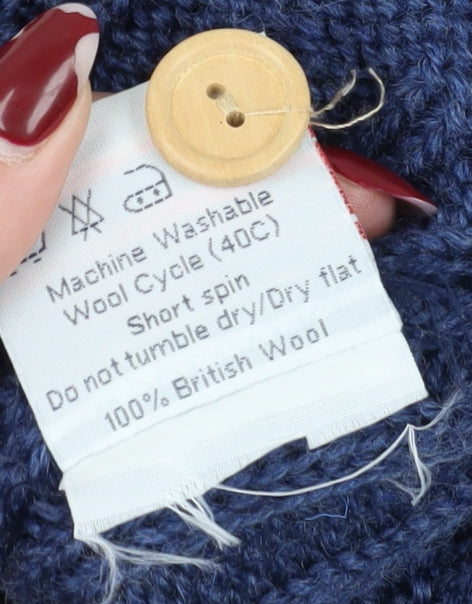 Machine Washable
Wool Cycle (40C)
Short spin
Do not tumble dry/Dry flat
100% British Wool